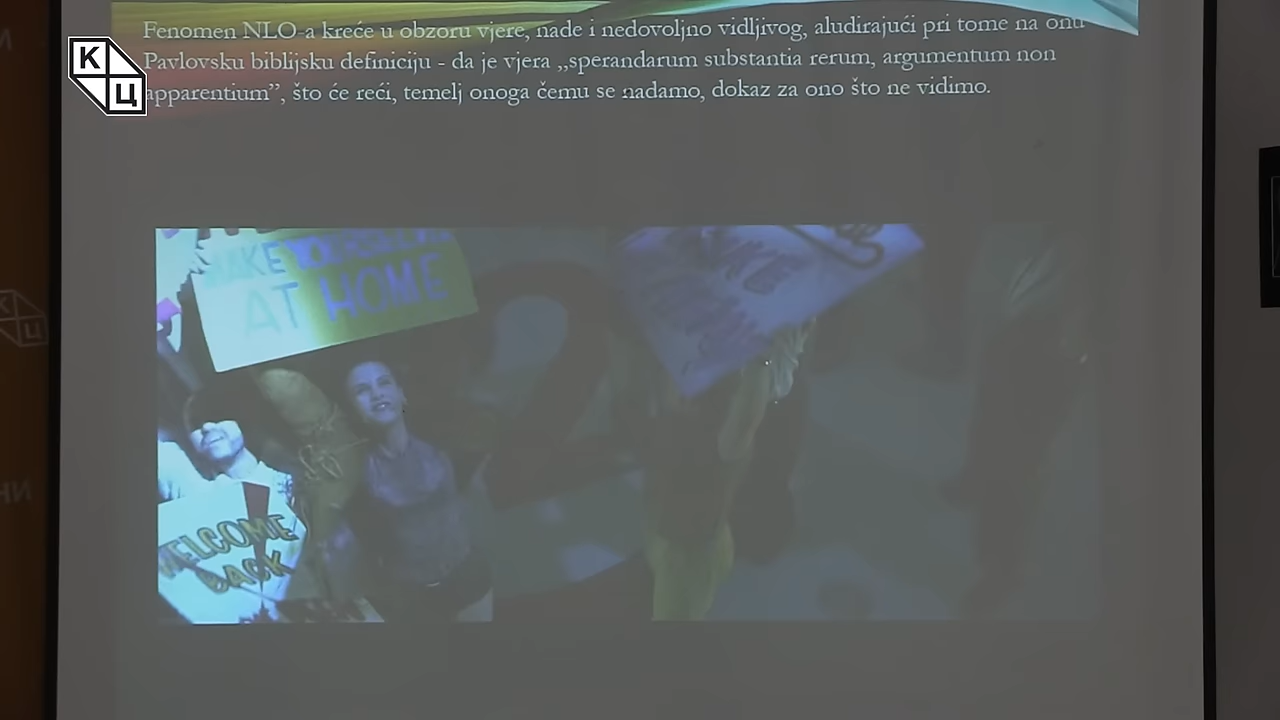 Fenomen NLO-a kreće u obzoru vjere, nade i nedovoljno vidljivog, aludirajući pri tome na onu
Pavlovsku biblijsku definiciju - da je vjera „sperandarum substantia rerum, argumentum non
apparentium”, što će reći, temelj onoga čemu se nadamo, dokaz za ono što ne vidimo.
К
Ц
MAKE YOURSELF
AT HOME
WELCOME
BACK
К
Ц